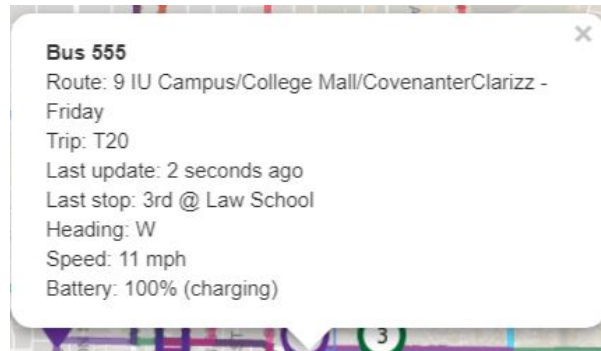 ×
Bus 555
Route: 9 IU Campus/College Mall/CovenanterClarizz -
Friday
Trip: T20
Last update: 2 seconds ago
Last stop: 3rd @ Law School
Heading: W
Speed: 11 mph
Battery: 100% (charging)
3